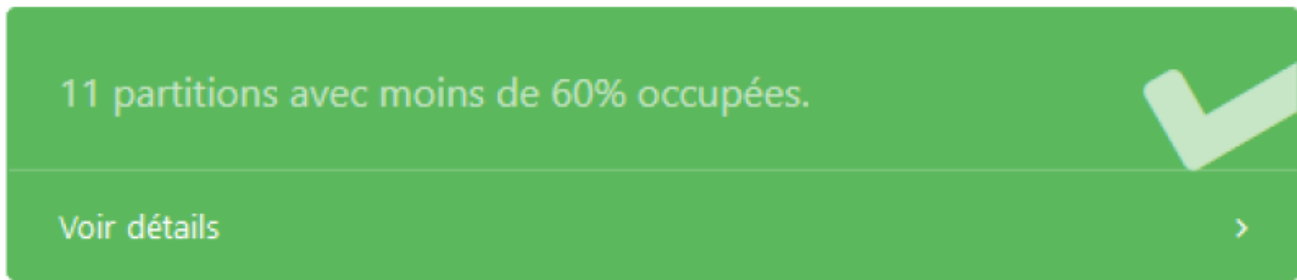 11 partitions avec moins de 60% occupées.
Voir détails